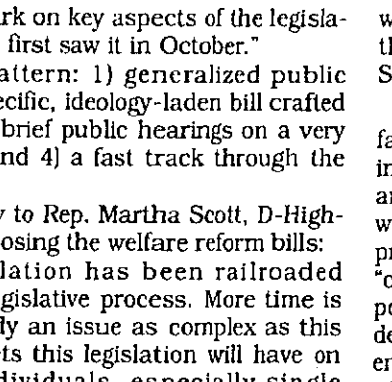 ark on key aspects of the legisla-
first saw it in October."
attern: 1) generalized public
ecific, ideology-laden bill crafted
brief public hearings on a very
nd 4) a fast track through the
y to Rep. Martha Scott, D-High-
posing the welfare reform bills:
lation has been railroaded
gislative process. More time is
dy an issue as complex as this
ts this legislation will have on
dividuals, especially single